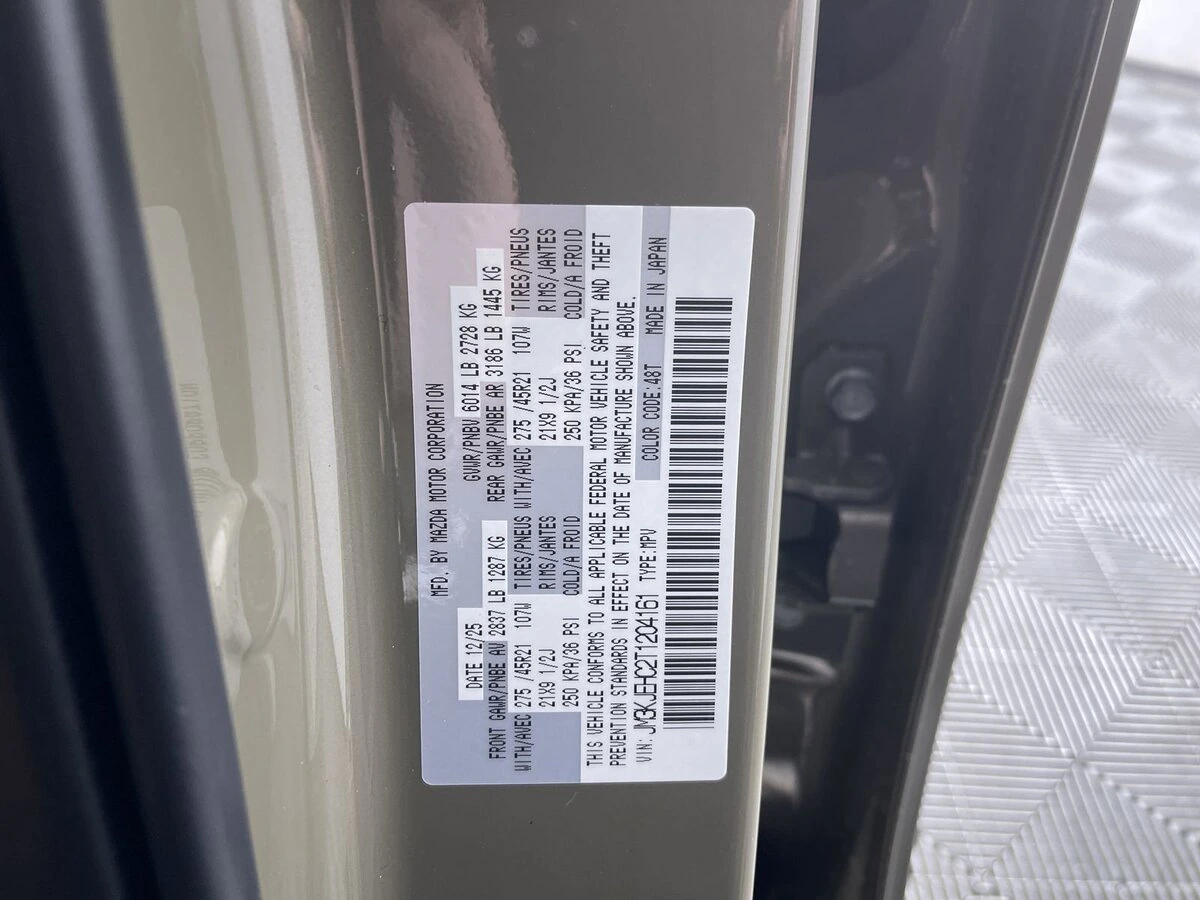 MFD. BY MAZDA MOTOR CORPORATION
DATE 12/25 GVWR/PNBV 6014 LB 2728 KG
FRONT GAWR/PNBE AV 2837 LB 1287 KG REAR GAWR/PNBE AR 3186 LB 1445 KG
WITH/AVEC 275 /45R21 107W TIRES/PNEUS WITH/AVEC 275 /45R21 107W TIRES/PNEUS
21X9 1/2J RIMS/JANTES 21X9 1/2J RIMS/JANTES
250 KPA/36 PSI COLD/A FROID 250 KPA/36 PSI COLD/A FROID
THIS VEHICLE CONFORMS TO ALL APPLICABLE FEDERAL MOTOR VEHICLE SAFETY AND THEFT
PREVENTION STANDARDS IN EFFECT ON THE DATE OF MANUFACTURE SHOWN ABOVE.
VIN: JM3KJEHC2T1204161 TYPE:MPV COLOR CODE:48T MADE IN JAPAN